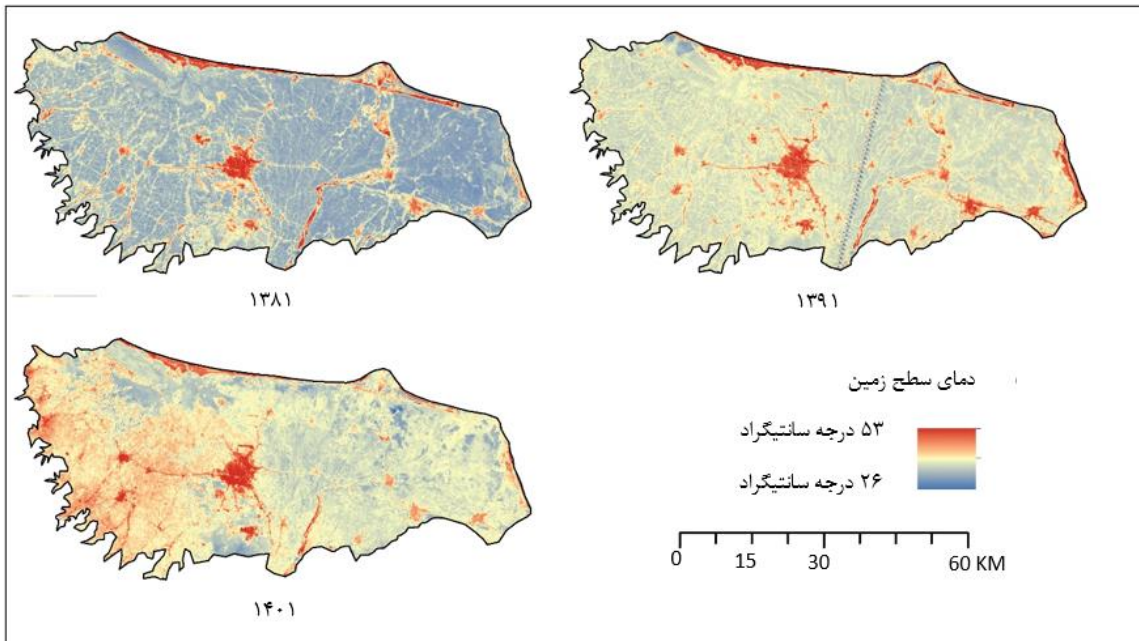 ۱۳۸۱
۱۳۹۱
۱۴۰۱
دمای سطح زمین
۵۳ درجه سانتیگراد
۲۶ درجه سانتیگراد
0 15 30 60 KM